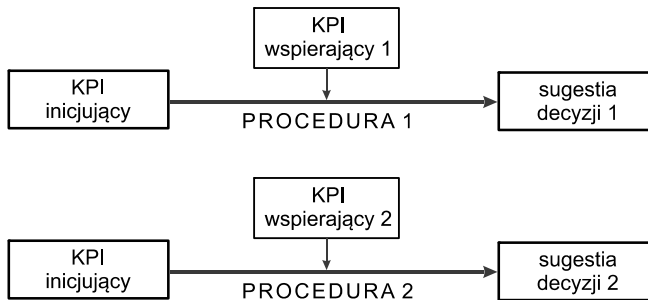 KPI
wspierający 1
KPI
inicjujący
PROCEDURA 1
sugestia
decyzji 1
KPI
wspierający 2
KPI
inicjujący
PROCEDURA 2
sugestia
decyzji 2